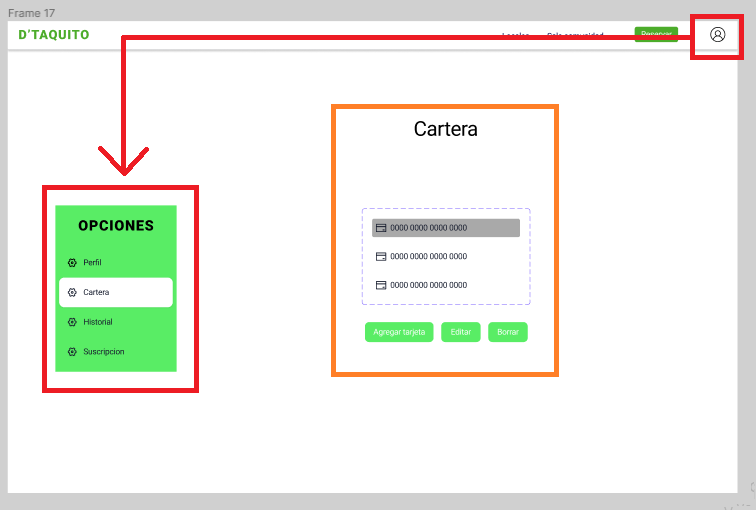 Frame 17
D'TAQUITO
Locales Sala comunidad Reservar
Cartera
OPCIONES
Perfil
Cartera
Historial
Suscripcion
0000 0000 0000 0000
0000 0000 0000 0000
0000 0000 0000 0000
Agregar tarjeta Editar Borrar